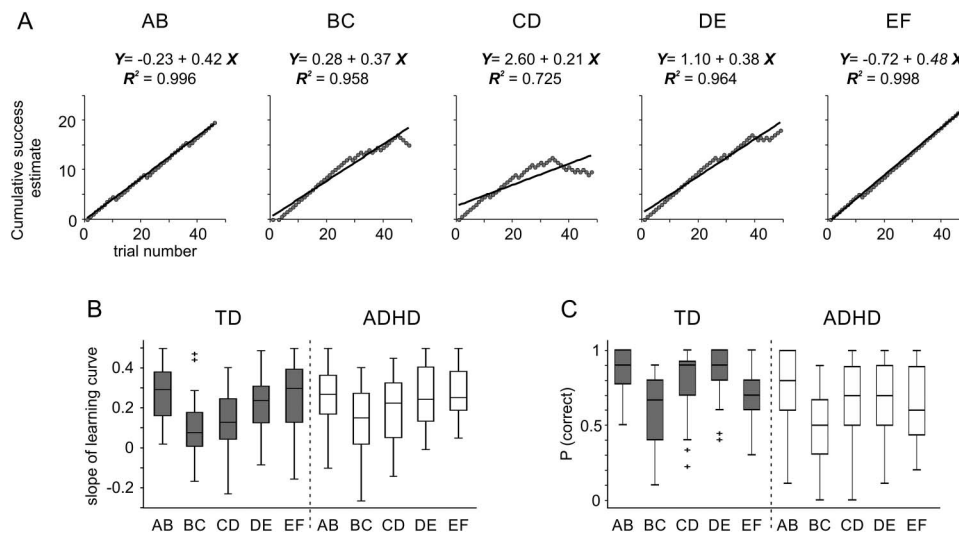 A
AB BC CD DE EF
Y= -0.23 + 0.42 X Y= 0.28 + 0.37 X Y= 2.60 + 0.21 X Y= 1.10 + 0.38 X Y= -0.72 + 0.48 X
R² = 0.996 R² = 0.958 R² = 0.725 R² = 0.964 R² = 0.998
Cumulative success
estimate
20
10
0
0 20 40 0 20 40 0 20 40 0 20 40 0 20 40
trial number
B
TD ADHD
slope of learning curve
0.4
0.2
0
-0.2
AB BC CD DE EF AB BC CD DE EF
C
TD ADHD
P (correct)
1
0.5
0
AB BC CD DE EF AB BC CD DE EF